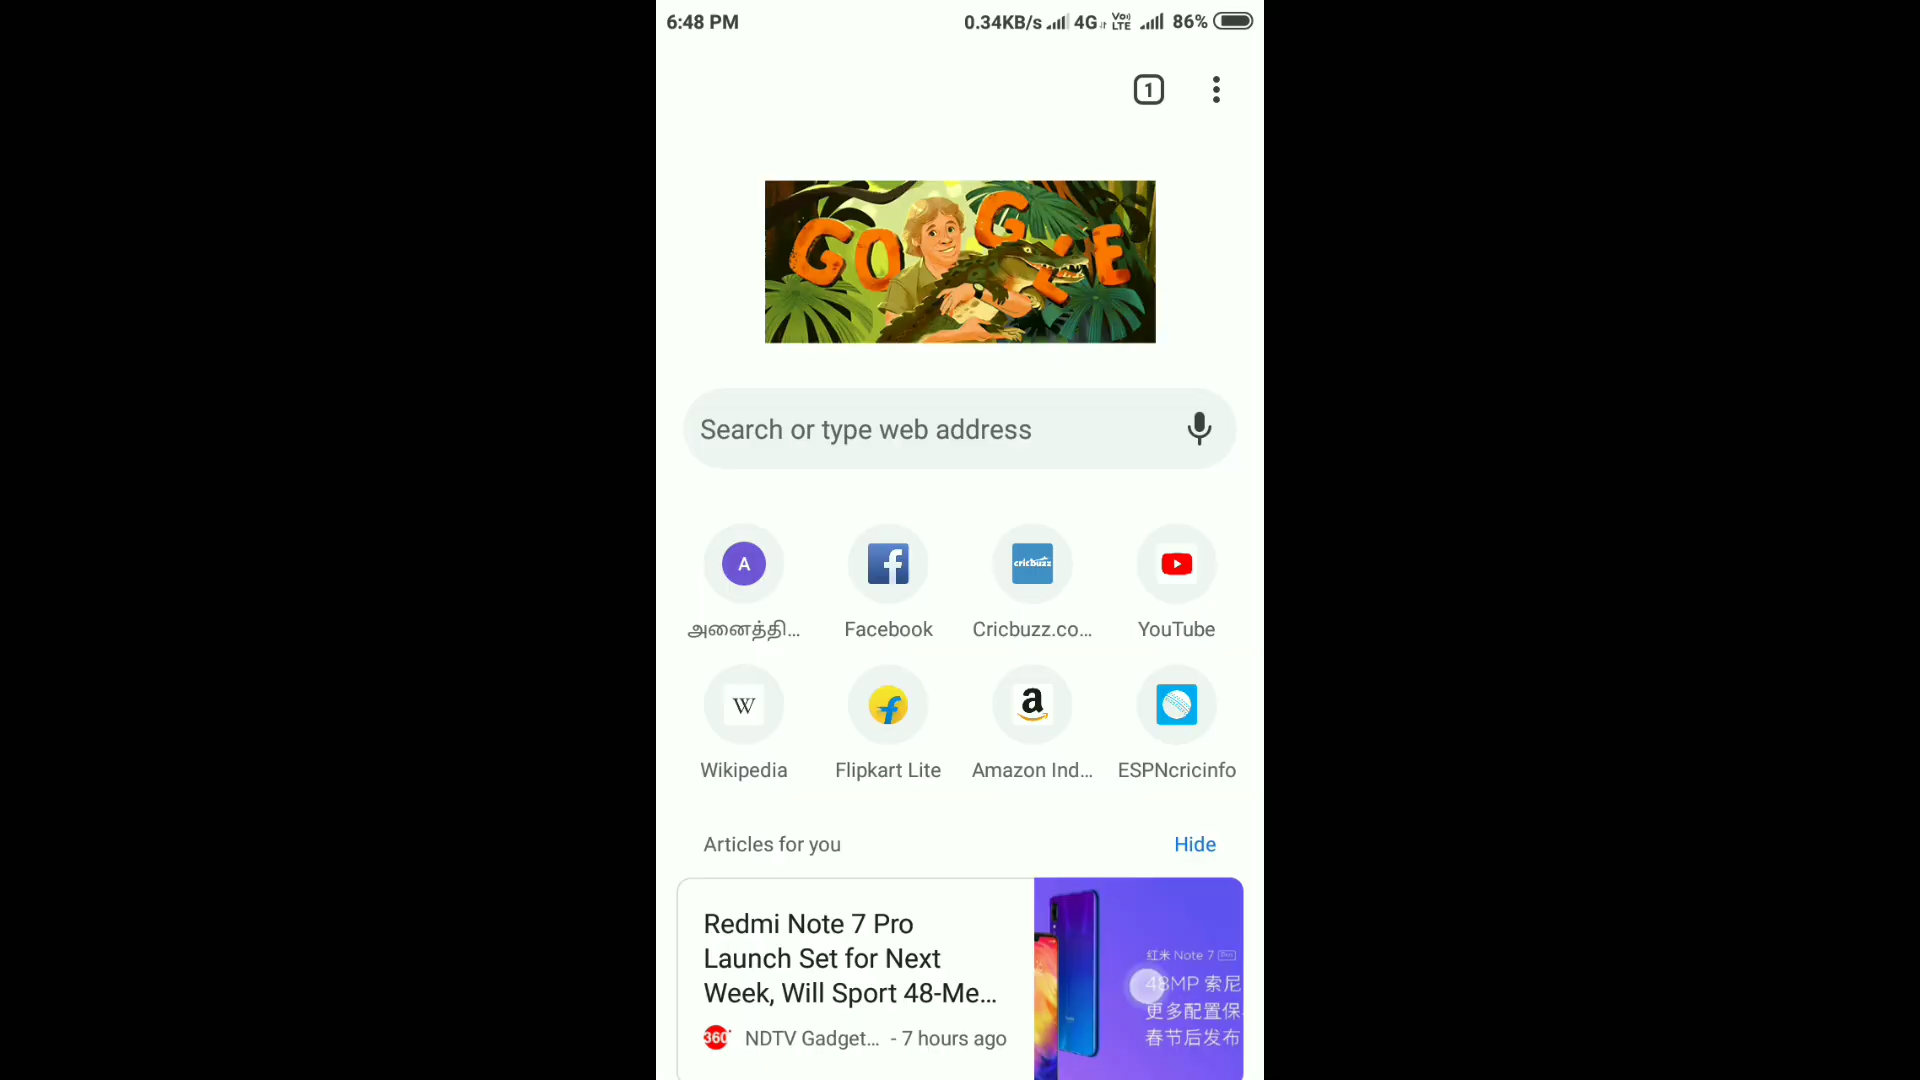 6:48 PM
0.34KB/s 4G Vo) LTE 86%
1
GOOGLE
Search or type web address
A
f
cricbuzz
அனைத்தி...
Facebook
Cricbuzz.co...
YouTube
W
f
a
Wikipedia
Flipkart Lite
Amazon Ind...
ESPNcricinfo
Articles for you
Hide
Redmi Note 7 Pro
Launch Set for Next
Week, Will Sport 48-Me...
360
NDTV Gadget... - 7 hours ago
红米 Note 7 Pro
48MP 索尼
更多配置保
春节后发布